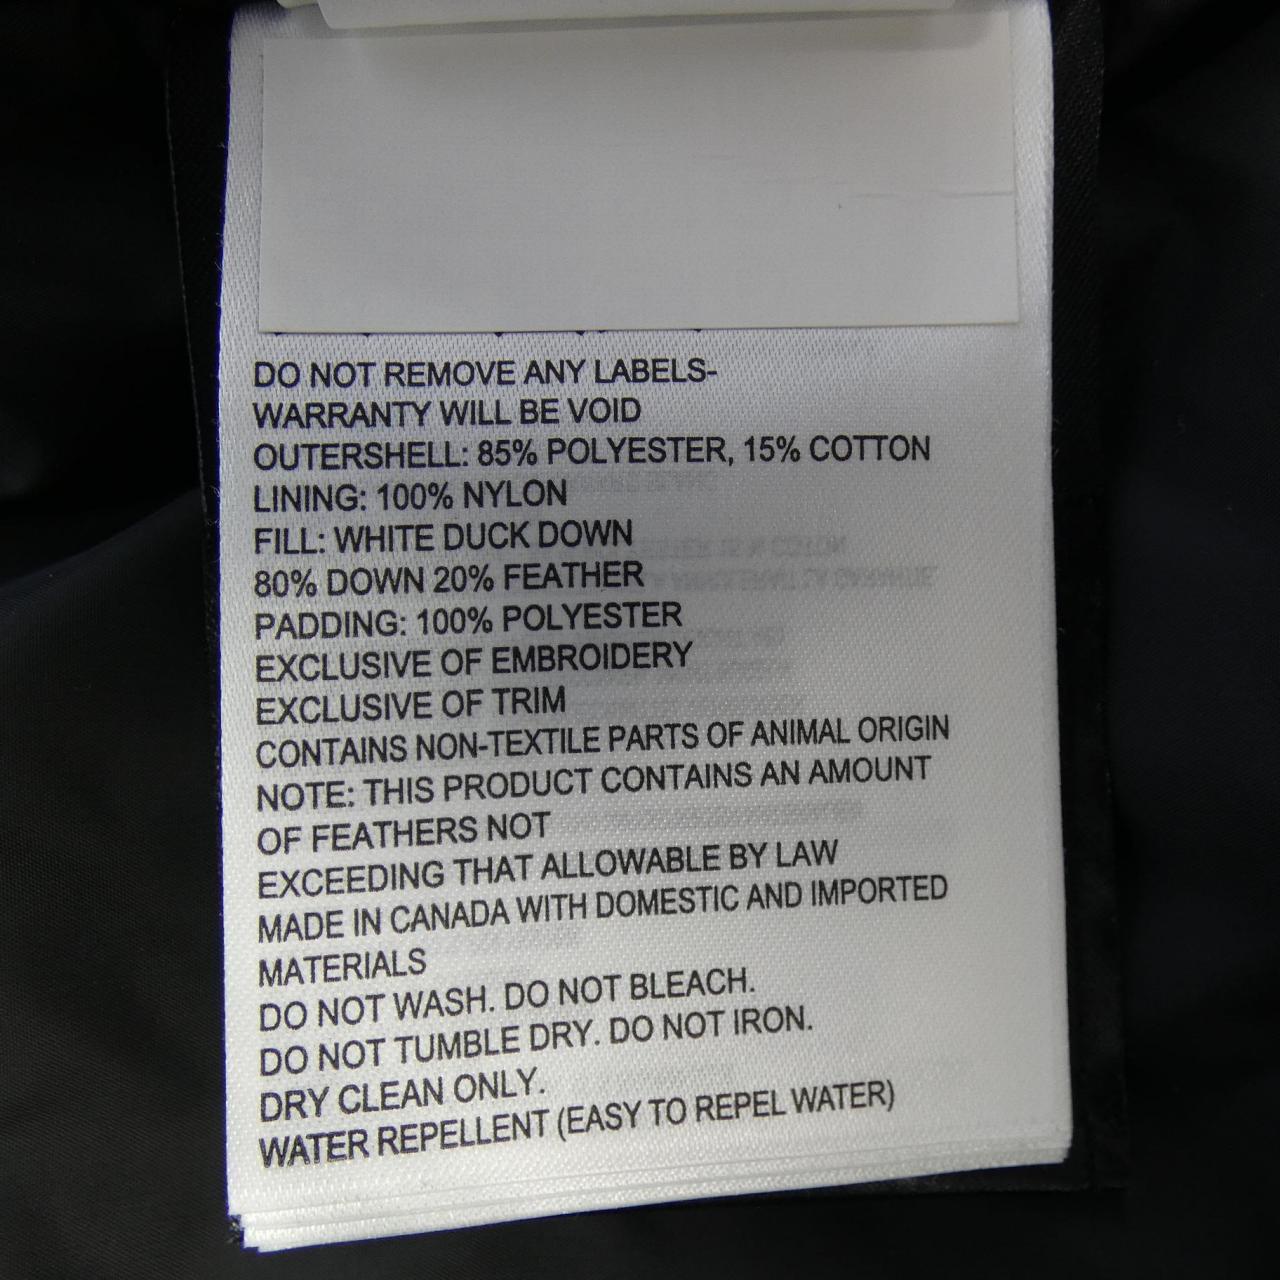 DO NOT REMOVE ANY LABELS-
WARRANTY WILL BE VOID
OUTERSHELL: 85% POLYESTER, 15% COTTON
LINING: 100% NYLON
FILL: WHITE DUCK DOWN
80% DOWN 20% FEATHER
PADDING: 100% POLYESTER
EXCLUSIVE OF EMBROIDERY
EXCLUSIVE OF TRIM
CONTAINS NON-TEXTILE PARTS OF ANIMAL ORIGIN
NOTE: THIS PRODUCT CONTAINS AN AMOUNT
OF FEATHERS NOT
EXCEEDING THAT ALLOWABLE BY LAW
MADE IN CANADA WITH DOMESTIC AND IMPORTED
MATERIALS
DO NOT WASH. DO NOT BLEACH.
DO NOT TUMBLE DRY. DO NOT IRON.
DRY CLEAN ONLY.
WATER REPELLENT (EASY TO REPEL WATER)